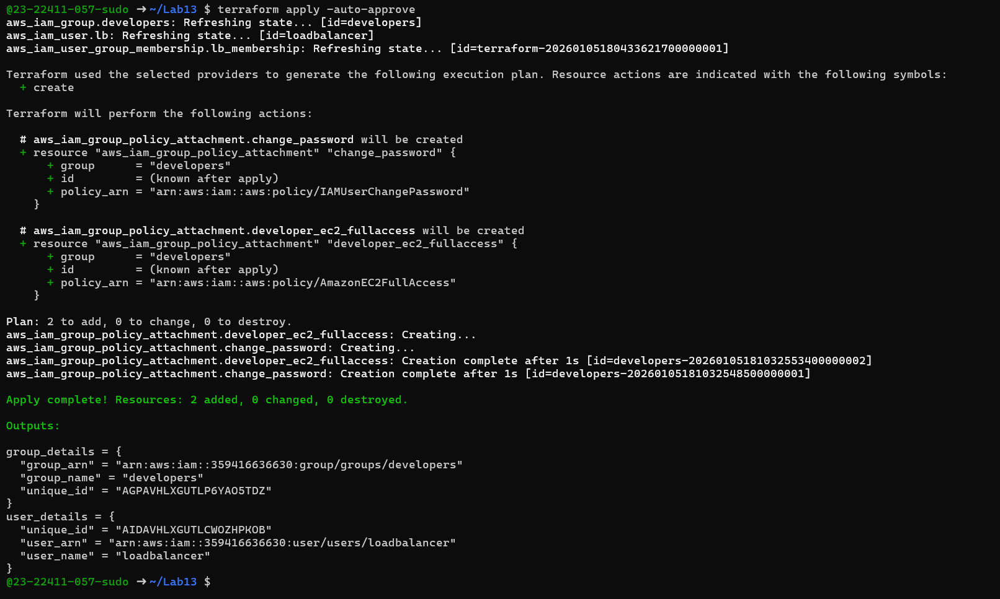 @23-22411-057-sudo ➜ ~/Lab13 $ terraform apply -auto-approve
aws_iam_group.developers: Refreshing state... [id=developers]
aws_iam_user.lb: Refreshing state... [id=loadbalancer]
aws_iam_user_group_membership.lb_membership: Refreshing state... [id=terraform-20260105180433621700000001]

Terraform used the selected providers to generate the following execution plan. Resource actions are indicated with the following symbols:
  + create

Terraform will perform the following actions:

  # aws_iam_group_policy_attachment.change_password will be created
  + resource "aws_iam_group_policy_attachment" "change_password" {
      + group      = "developers"
      + id         = (known after apply)
      + policy_arn = "arn:aws:iam::aws:policy/IAMUserChangePassword"
    }

  # aws_iam_group_policy_attachment.developer_ec2_fullaccess will be created
  + resource "aws_iam_group_policy_attachment" "developer_ec2_fullaccess" {
      + group      = "developers"
      + id         = (known after apply)
      + policy_arn = "arn:aws:iam::aws:policy/AmazonEC2FullAccess"
    }

Plan: 2 to add, 0 to change, 0 to destroy.
aws_iam_group_policy_attachment.developer_ec2_fullaccess: Creating...
aws_iam_group_policy_attachment.change_password: Creating...
aws_iam_group_policy_attachment.developer_ec2_fullaccess: Creation complete after 1s [id=developers-20260105181032553400000002]
aws_iam_group_policy_attachment.change_password: Creation complete after 1s [id=developers-20260105181032548500000001]

Apply complete! Resources: 2 added, 0 changed, 0 destroyed.

Outputs:

group_details = {
  "group_arn" = "arn:aws:iam::359416636630:group/groups/developers"
  "group_name" = "developers"
  "unique_id" = "AGPAVHLXGUTLP6YAO5TDZ"
}
user_details = {
  "unique_id" = "AIDAVHLXGUTLCWOZHPKOB"
  "user_arn" = "arn:aws:iam::359416636630:user/users/loadbalancer"
  "user_name" = "loadbalancer"
}
@23-22411-057-sudo ➜ ~/Lab13 $